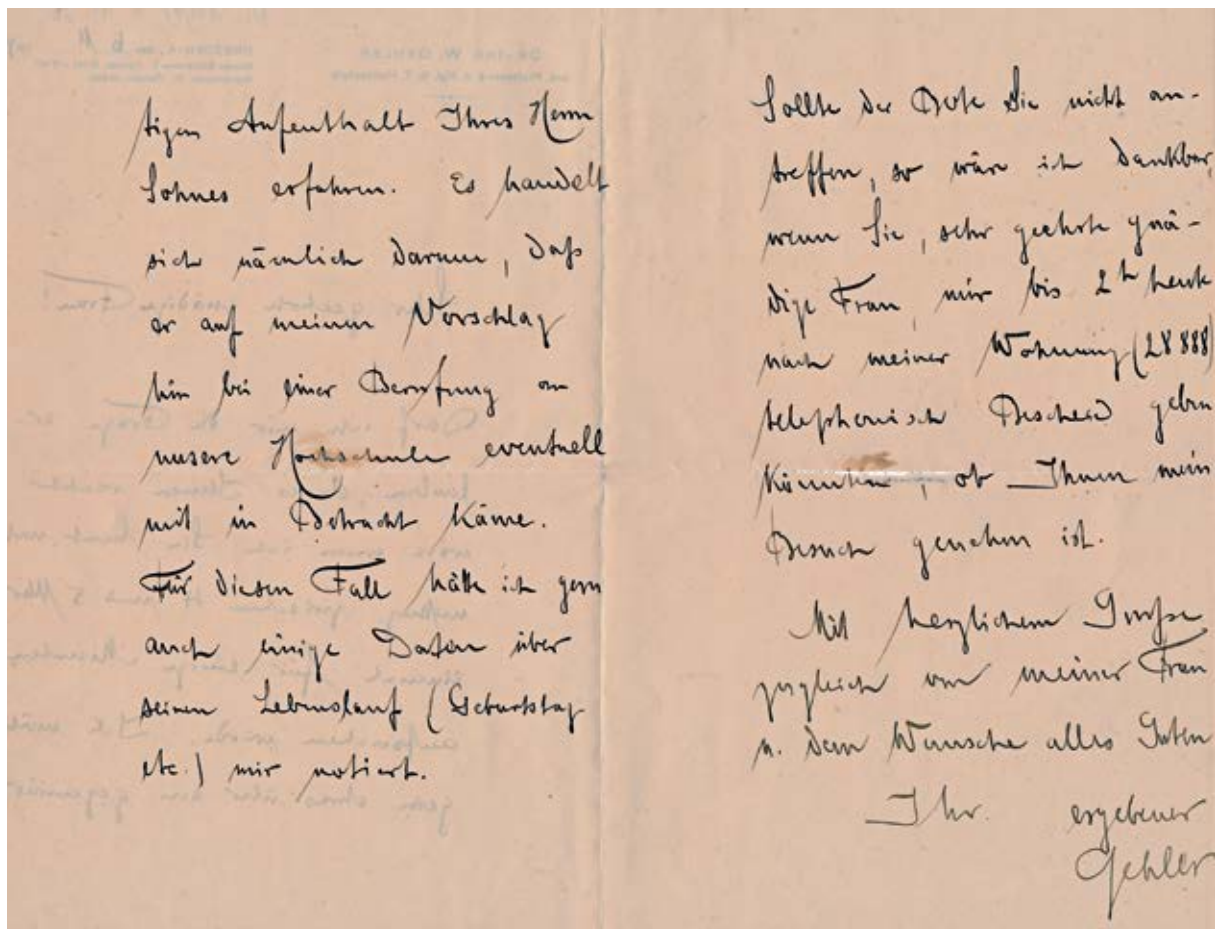 tigen Aufenthalt Ihres Herrn
Sohnes erfahren. Es handelt
sich nämlich darum, daß
er auf meinen Vorschlag
hin bei einer Berufung an
unsere Hochschule eventuell
mit in Betracht käme.
Für diesen Fall hätte ich gern
auch einige Daten über
seinen Lebenslauf (Geburtstag
etc.) mir notiert.
Sollte der Bote Sie nicht an-
treffen, so wäre ich dankbar,
wenn Sie, sehr geehrte gnä-
dige Frau, mir bis 2h heute
nach meiner Wohnung (28888)
telephonisch Bescheid geben
könnten, ob Ihnen mein
Besuch genehm ist.
Mit herzlichem Gruße
zugleich von meiner Frau
u. dem Wunsche alles Guten
Ihr ergebener
Gehler